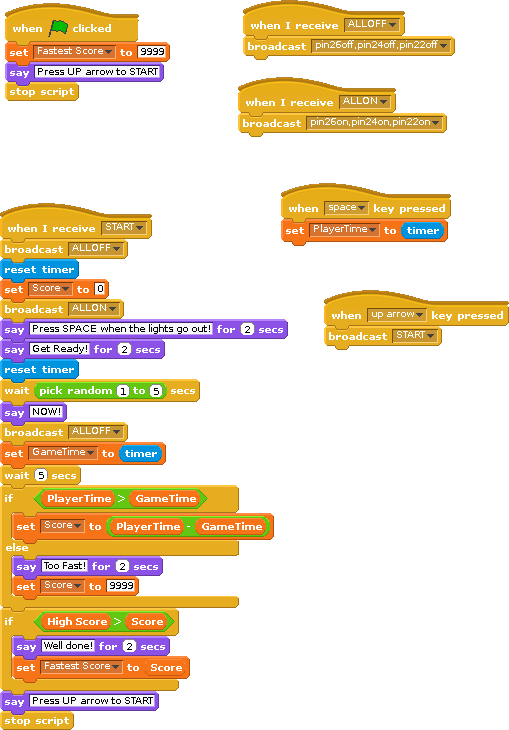 when clicked
set Fastest Score to 9999
say Press UP arrow to START
stop script
when I receive ALLOFF
broadcast pin26off,pin24off,pin22off
when I receive ALLON
broadcast pin26on,pin24on,pin22on
when space key pressed
set PlayerTime to timer
when up arrow key pressed
broadcast START
when I receive START
broadcast ALLOFF
reset timer
set Score to 0
broadcast ALLON
say Press SPACE when the lights go out! for 2 secs
say Get Ready! for 2 secs
reset timer
wait pick random 1 to 5 secs
say NOW!
broadcast ALLOFF
set GameTime to timer
wait 5 secs
if PlayerTime > GameTime
set Score to PlayerTime - GameTime
else
say Too Fast! for 2 secs
set Score to 9999
if High Score > Score
say Well done! for 2 secs
set Fastest Score to Score
say Press UP arrow to START
stop script